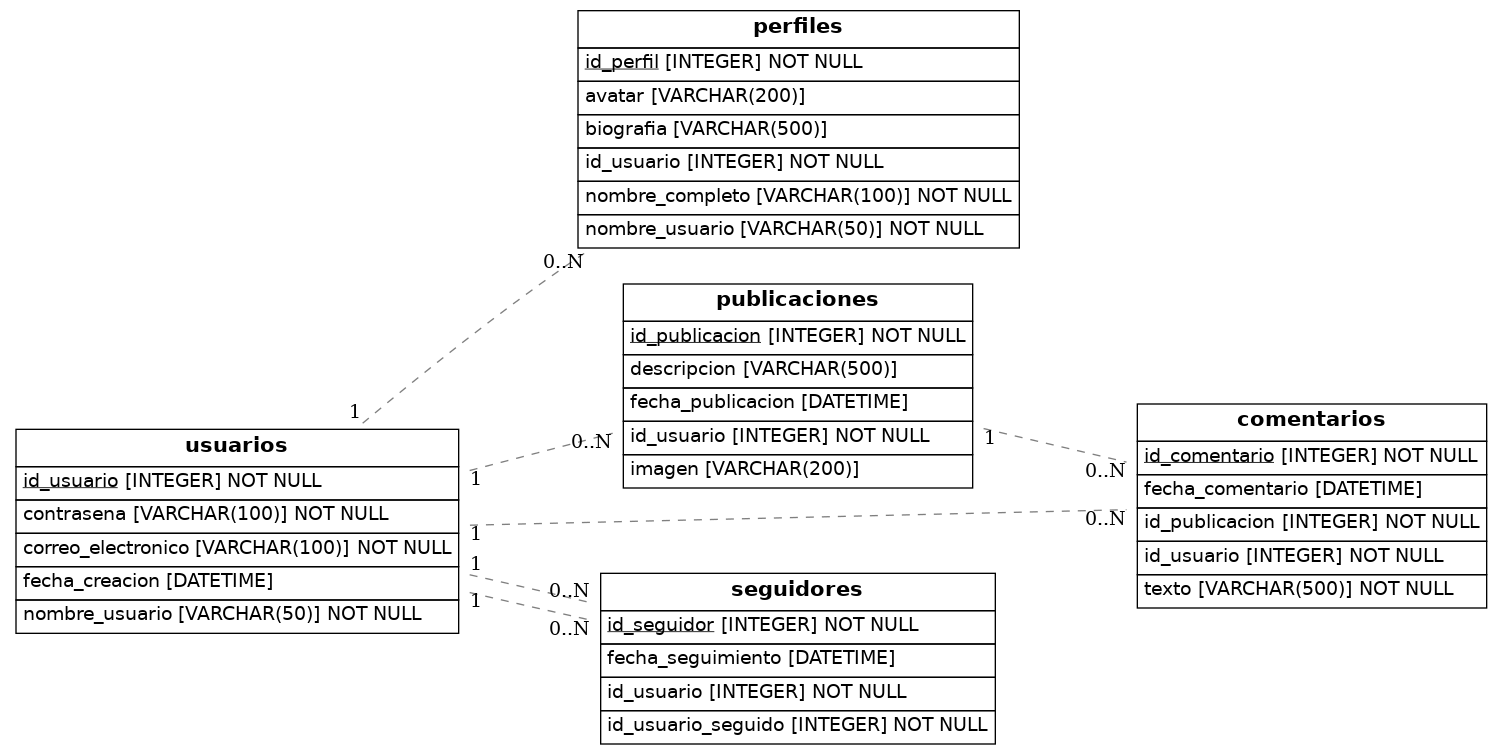 perfiles
id_perfil [INTEGER] NOT NULL
avatar [VARCHAR(200)]
biografia [VARCHAR(500)]
id_usuario [INTEGER] NOT NULL
nombre_completo [VARCHAR(100)] NOT NULL
nombre_usuario [VARCHAR(50)] NOT NULL
0..N
1
publicaciones
id_publicacion [INTEGER] NOT NULL
descripcion [VARCHAR(500)]
fecha_publicacion [DATETIME]
id_usuario [INTEGER] NOT NULL
imagen [VARCHAR(200)]
0..N
1
1
0..N
usuarios
id_usuario [INTEGER] NOT NULL
contrasena [VARCHAR(100)] NOT NULL
correo_electronico [VARCHAR(100)] NOT NULL
fecha_creacion [DATETIME]
nombre_usuario [VARCHAR(50)] NOT NULL
1
0..N
1
0..N
1
0..N
comentarios
id_comentario [INTEGER] NOT NULL
fecha_comentario [DATETIME]
id_publicacion [INTEGER] NOT NULL
id_usuario [INTEGER] NOT NULL
texto [VARCHAR(500)] NOT NULL
seguidores
id_seguidor [INTEGER] NOT NULL
fecha_seguimiento [DATETIME]
id_usuario [INTEGER] NOT NULL
id_usuario_seguido [INTEGER] NOT NULL